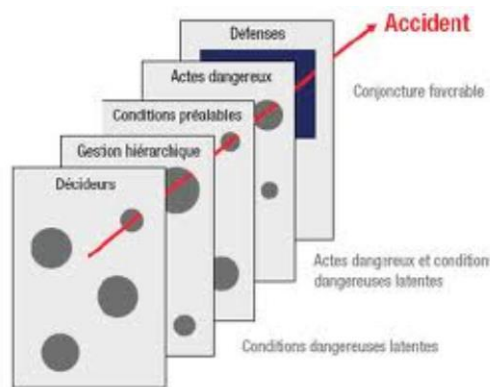 Defenses
Accident
Actes dangereux
Conjoncture favorable
Conditions préalables
Gestion hiérarchique
Décideurs
Actes dangereux et condition
dangereuses latentes
Conditions dangereuses latentes